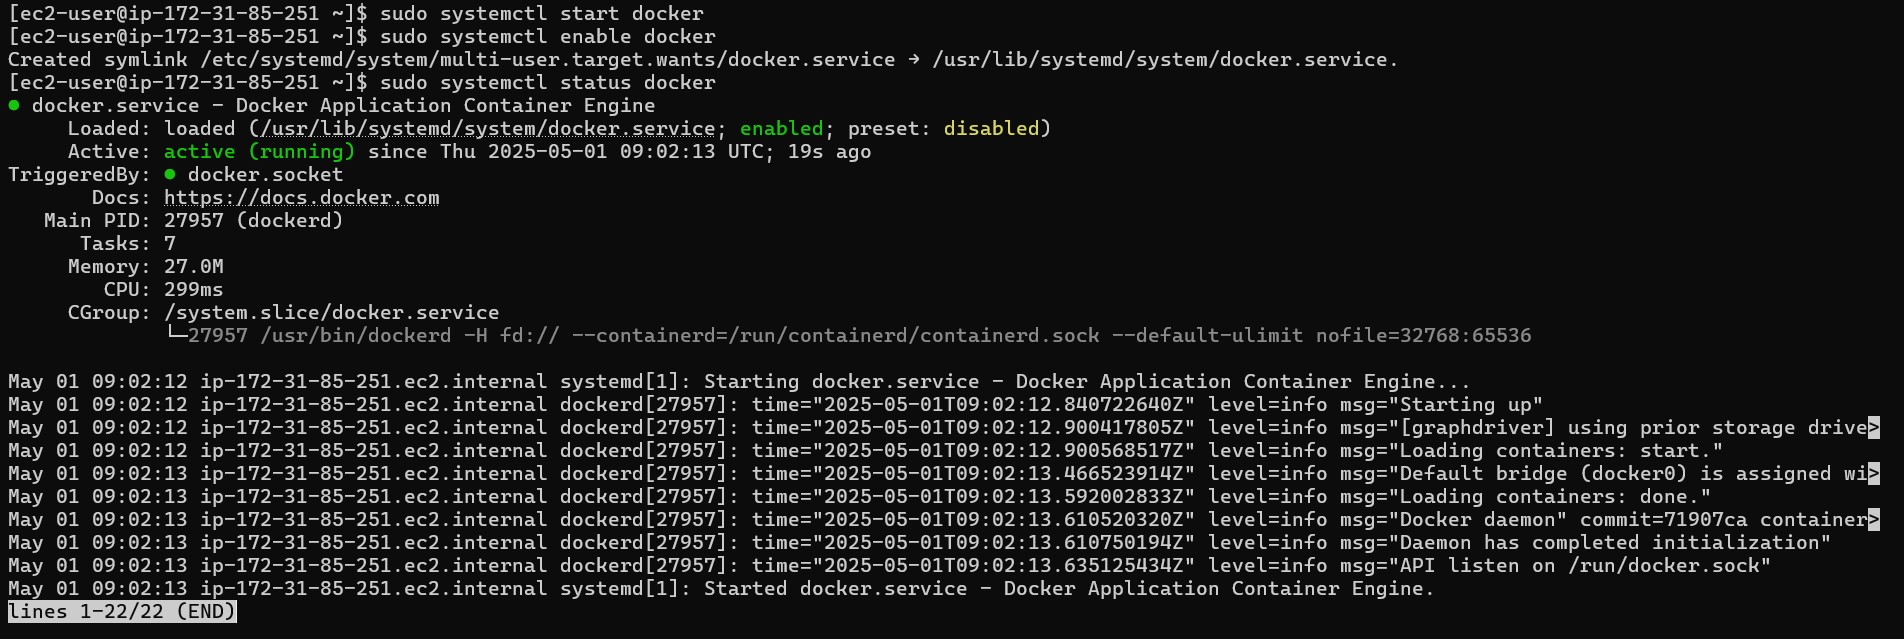 [ec2-user@ip-172-31-85-251 ~]$ sudo systemctl start docker
[ec2-user@ip-172-31-85-251 ~]$ sudo systemctl enable docker
Created symlink /etc/systemd/system/multi-user.target.wants/docker.service → /usr/lib/systemd/system/docker.service.
[ec2-user@ip-172-31-85-251 ~]$ sudo systemctl status docker
● docker.service - Docker Application Container Engine
     Loaded: loaded (/usr/lib/systemd/system/docker.service; enabled; preset: disabled)
     Active: active (running) since Thu 2025-05-01 09:02:13 UTC; 19s ago
TriggeredBy: ● docker.socket
       Docs: https://docs.docker.com
   Main PID: 27957 (dockerd)
      Tasks: 7
     Memory: 27.0M
        CPU: 299ms
     CGroup: /system.slice/docker.service
             └─27957 /usr/bin/dockerd -H fd:// --containerd=/run/containerd/containerd.sock --default-ulimit nofile=32768:65536

May 01 09:02:12 ip-172-31-85-251.ec2.internal systemd[1]: Starting docker.service - Docker Application Container Engine...
May 01 09:02:12 ip-172-31-85-251.ec2.internal dockerd[27957]: time="2025-05-01T09:02:12.840722640Z" level=info msg="Starting up"
May 01 09:02:12 ip-172-31-85-251.ec2.internal dockerd[27957]: time="2025-05-01T09:02:12.900417805Z" level=info msg="[graphdriver] using prior storage drive>
May 01 09:02:12 ip-172-31-85-251.ec2.internal dockerd[27957]: time="2025-05-01T09:02:12.900568517Z" level=info msg="Loading containers: start."
May 01 09:02:13 ip-172-31-85-251.ec2.internal dockerd[27957]: time="2025-05-01T09:02:13.466523914Z" level=info msg="Default bridge (docker0) is assigned wi>
May 01 09:02:13 ip-172-31-85-251.ec2.internal dockerd[27957]: time="2025-05-01T09:02:13.592002833Z" level=info msg="Loading containers: done."
May 01 09:02:13 ip-172-31-85-251.ec2.internal dockerd[27957]: time="2025-05-01T09:02:13.610520320Z" level=info msg="Docker daemon" commit=71907ca container>
May 01 09:02:13 ip-172-31-85-251.ec2.internal dockerd[27957]: time="2025-05-01T09:02:13.610750194Z" level=info msg="Daemon has completed initialization"
May 01 09:02:13 ip-172-31-85-251.ec2.internal dockerd[27957]: time="2025-05-01T09:02:13.635125434Z" level=info msg="API listen on /run/docker.sock"
May 01 09:02:13 ip-172-31-85-251.ec2.internal systemd[1]: Started docker.service - Docker Application Container Engine.
lines 1-22/22 (END)